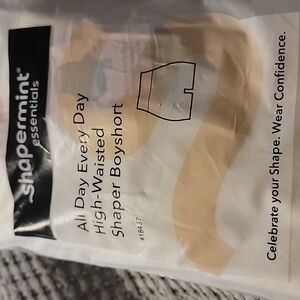 Shapermint
essentials
All Day Every Day
High-Waisted
Shaper Boyshort
#18437
Celebrate your Shape. Wear Confidence.